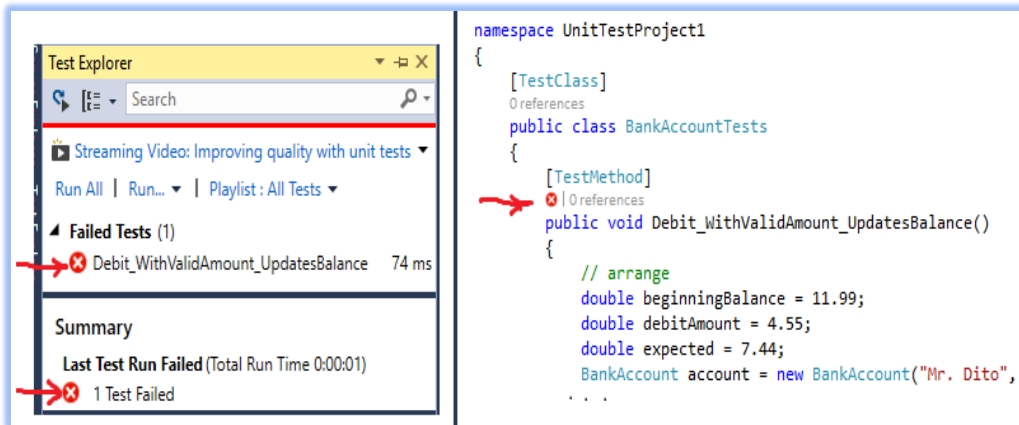 Test Explorer
Search
Streaming Video: Improving quality with unit tests
Run All | Run... | Playlist : All Tests
Failed Tests (1)
Debit_WithValidAmount_UpdatesBalance 74 ms
Summary
Last Test Run Failed (Total Run Time 0:00:01)
1 Test Failed
namespace UnitTestProject1
{
[TestClass]
0 references
public class BankAccountTests
{
[TestMethod]
| 0 references
public void Debit_WithValidAmount_UpdatesBalance()
{
// arrange
double beginningBalance = 11.99;
double debitAmount = 4.55;
double expected = 7.44;
BankAccount account = new BankAccount("Mr. Dito",
. . .